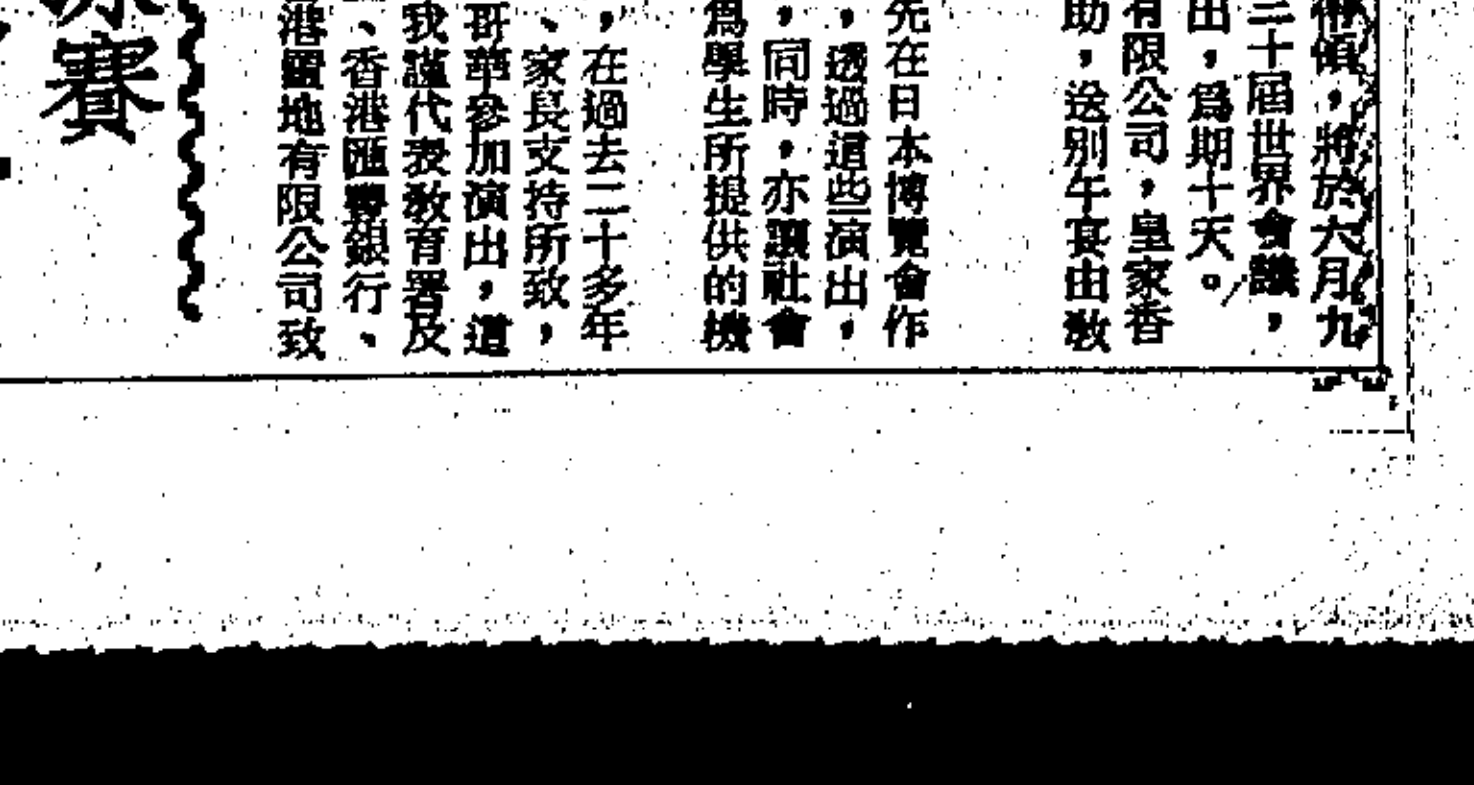 帶領，將於六月九
三十屆世界會議，
出，爲期十天。
有限公司，皇家香
助，送別午宴由敎
先在日本博覽會作
，透過這些演出，
，同時，亦讓社會
爲學生所提供的機
，在過去二十多年
、家長支持所致，
哥華參加演出，這
我謹代表敎育署及
、香港匯豐銀行、
港置地有限公司致
賽